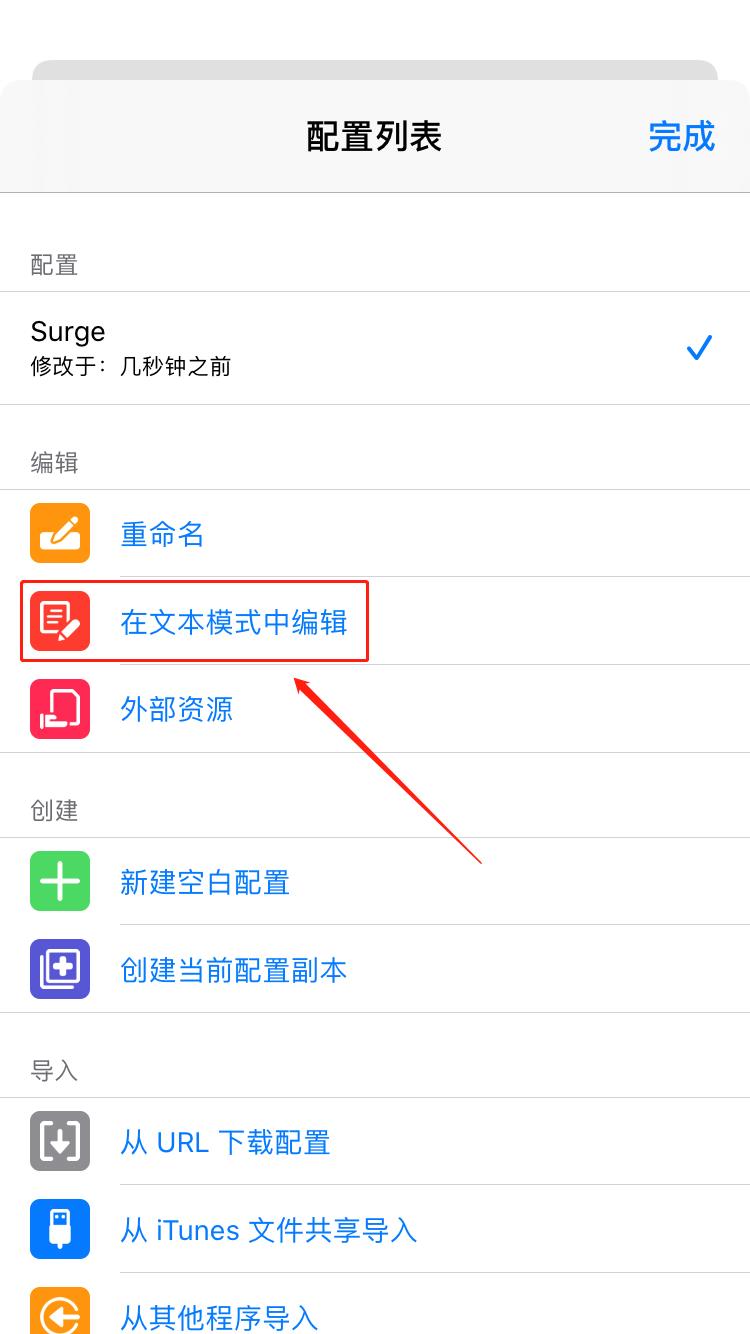 配置列表
完成
配置
Surge
修改于：几秒钟之前
编辑
重命名
在文本模式中编辑
外部资源
创建
新建空白配置
创建当前配置副本
导入
从 URL 下载配置
从 iTunes 文件共享导入
从其他程序导入